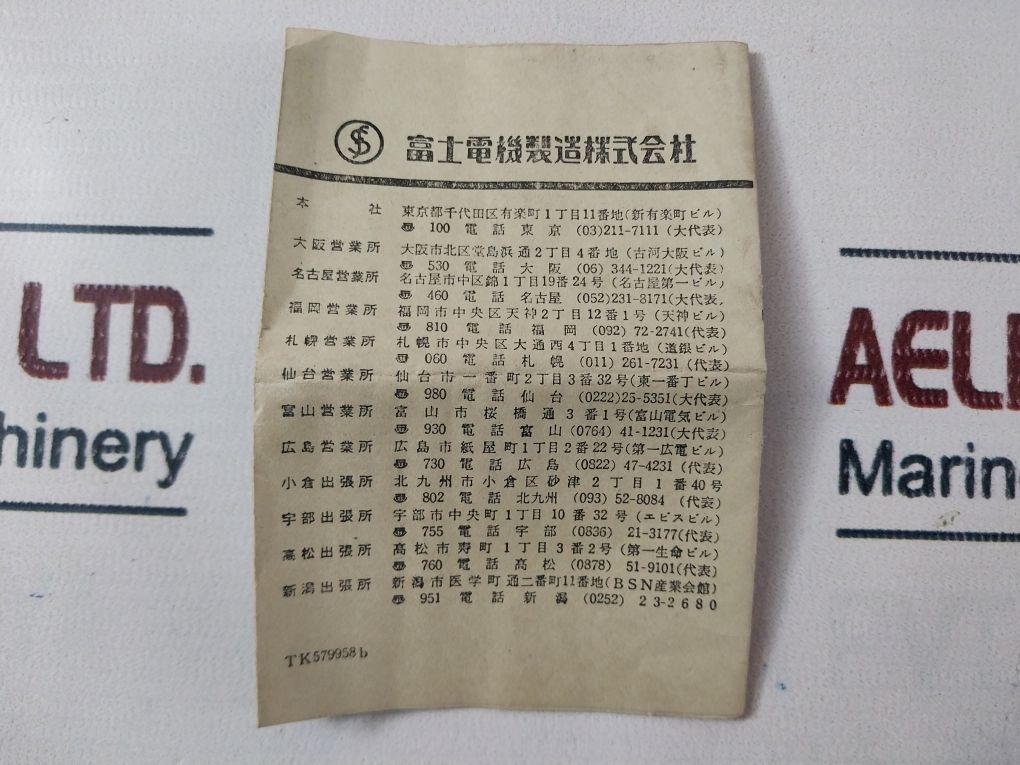 富士電機製造株式会社
本社 東京都千代田区有楽町1丁目11番地(新有楽町ビル)
〠 100 電話東京 (03)211-7111 (大代表)
大阪営業所 大阪市北区堂島浜通2丁目4番地 (古河大阪ビル)
〠 530 電話大阪 (06) 344-1221(大代表)
名古屋営業所 名古屋市中区錦1丁目19番24号 (名古屋第一ビル)
〠 460 電話 名古屋 (052)231-8171(大代表)
福岡営業所 福岡市中央区天神2丁目12番1号 (天神ビル)
〠 810 電話福岡 (092) 72-2741(代表)
札幌営業所 札幌市中央区大通西4丁目1番地 (道銀ビル)
〠 060 電話札幌 (011) 261-7231 (代表)
仙台営業所 仙台市一番町2丁目3番32号(東一番丁ビル)
〠 980 電話仙台 (0222)25-5351(大代表)
富山営業所 富山市桜橋通3番1号(富山電気ビル)
〠 930 電話富山 (0764) 41-1231(大代表)
広島営業所 広島市紙屋町1丁目2番22号(第一広電ビル)
〠 730 電話広島 (0822) 47-4231 (代表)
小倉出張所 北九州市小倉区砂津2丁目1番40号
〠 802 電話 北九州 (093) 52-8084 (代表)
宇部出張所 宇部市中央町1丁目10番32号 (エビスビル)
〠 755 電話宇部 (0836) 21-3177(代表)
高松出張所 高松市寿町1丁目3番2号 (第一生命ビル)
〠 760 電話高松 (0878) 51-9101(代表)
新潟出張所 新潟市医学町通二番町11番地(BSN産業会館)
〠 951 電話新潟 (0252) 23-2680
TK579958b
LTD.
hinery
AEL
Marin